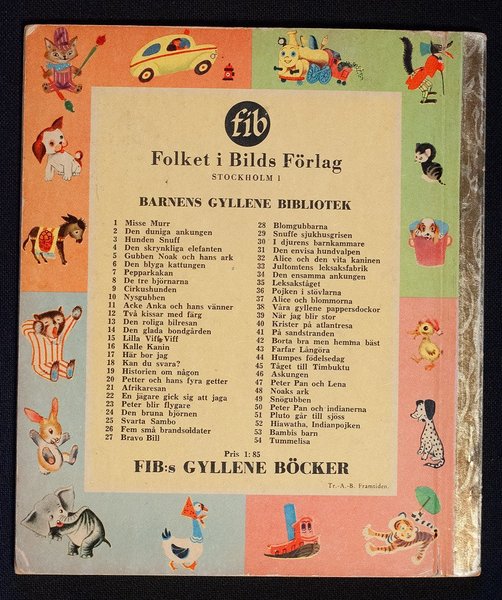 fib
Folket i Bilds Förlag
STOCKHOLM 1
BARNENS GYLLENE BIBLIOTEK
1 Misse Murr
2 Den duniga ankungen
3 Hunden Snuff
4 Den skrynkliga elefanten
5 Gubben Noak och hans ark
6 Den blyga kattungen
7 Pepparkakan
8 De tre björnarna
9 Cirkushunden
10 Nysgubben
11 Acke Anka och hans vänner
12 Två kissar med färg
13 Den roliga bilresan
14 Den glada bondgården
15 Lilla Viff-Viff
16 Kalle Kanin
17 Här bor jag
18 Kan du svara?
19 Historien om någon
20 Petter och hans fyra getter
21 Afrikaresan
22 En jägare gick sig att jaga
23 Peter blir flygare
24 Den bruna björnen
25 Svarta Sambo
26 Fem små brandsoldater
27 Bravo Bill
28 Blomgubbarna
29 Snuffe sjukhusgrisen
30 I djurens barnkammare
31 Den envisa hundvalpen
32 Alice och den vita kaninen
33 Jultomtens leksaksfabrik
34 Den ensamma ankungen
35 Leksakståget
36 Pojken i stövlarna
37 Alice och blommorna
38 Våra gyllene pappersdockor
39 När jag blir stor
40 Krister på atlantresa
41 På sandstranden
42 Borta bra men hemma bäst
43 Farfar Långöra
44 Humpes födelsedag
45 Tåget till Timbuktu
46 Askungen
47 Peter Pan och Lena
48 Noaks ark
49 Snögubben
50 Peter Pan och indianerna
51 Pluto går till sjöss
52 Hiawatha, Indianpojken
53 Bambis barn
54 Tummelisa
Pris 1:85
FIB:s GYLLENE BÖCKER
Tr.-A.-B. Framtiden.